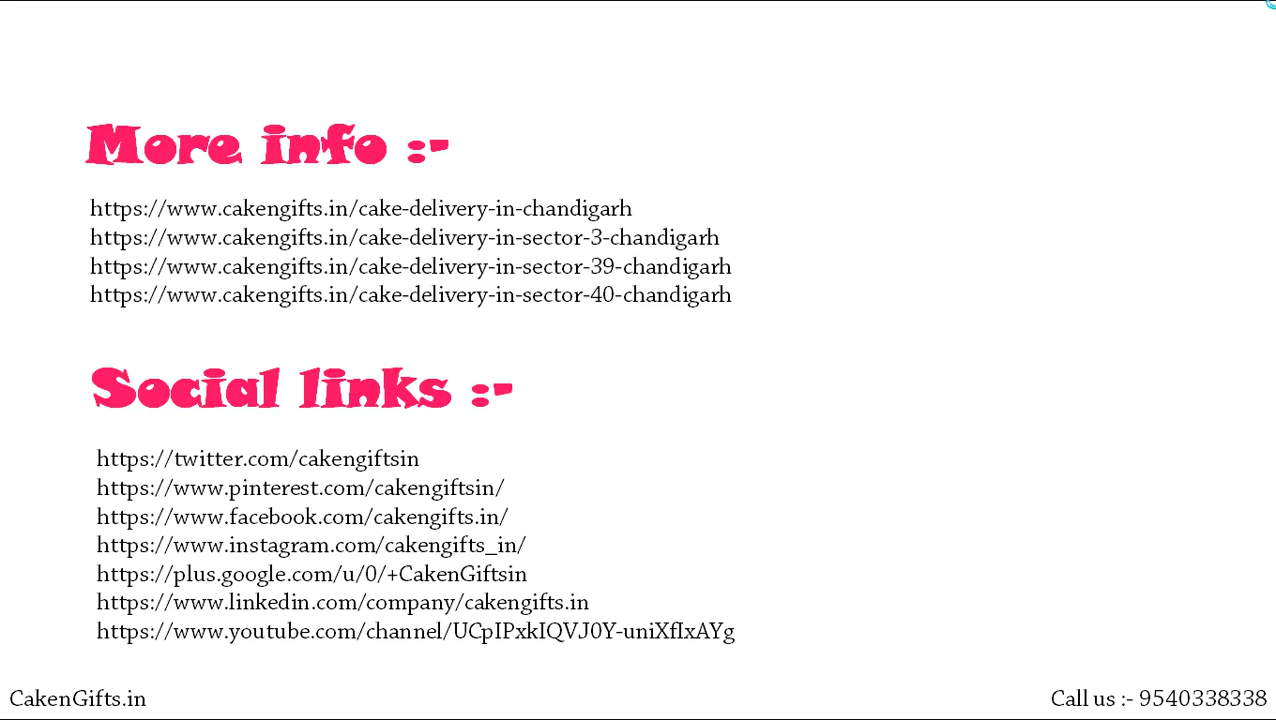 More info :-
https://www.cakengifts.in/cake-delivery-in-chandigarh
https://www.cakengifts.in/cake-delivery-in-sector-3-chandigarh
https://www.cakengifts.in/cake-delivery-in-sector-39-chandigarh
https://www.cakengifts.in/cake-delivery-in-sector-40-chandigarh
Social links :-
https://twitter.com/cakengiftsin
https://www.pinterest.com/cakengiftsin/
https://www.facebook.com/cakengifts.in/
https://www.instagram.com/cakengifts_in/
https://plus.google.com/u/0/+CakenGiftsin
https://www.linkedin.com/company/cakengifts.in
https://www.youtube.com/channel/UCpIPxkIQVJ0Y-uniXfIxAYg
CakenGifts.in
Call us :- 9540338338